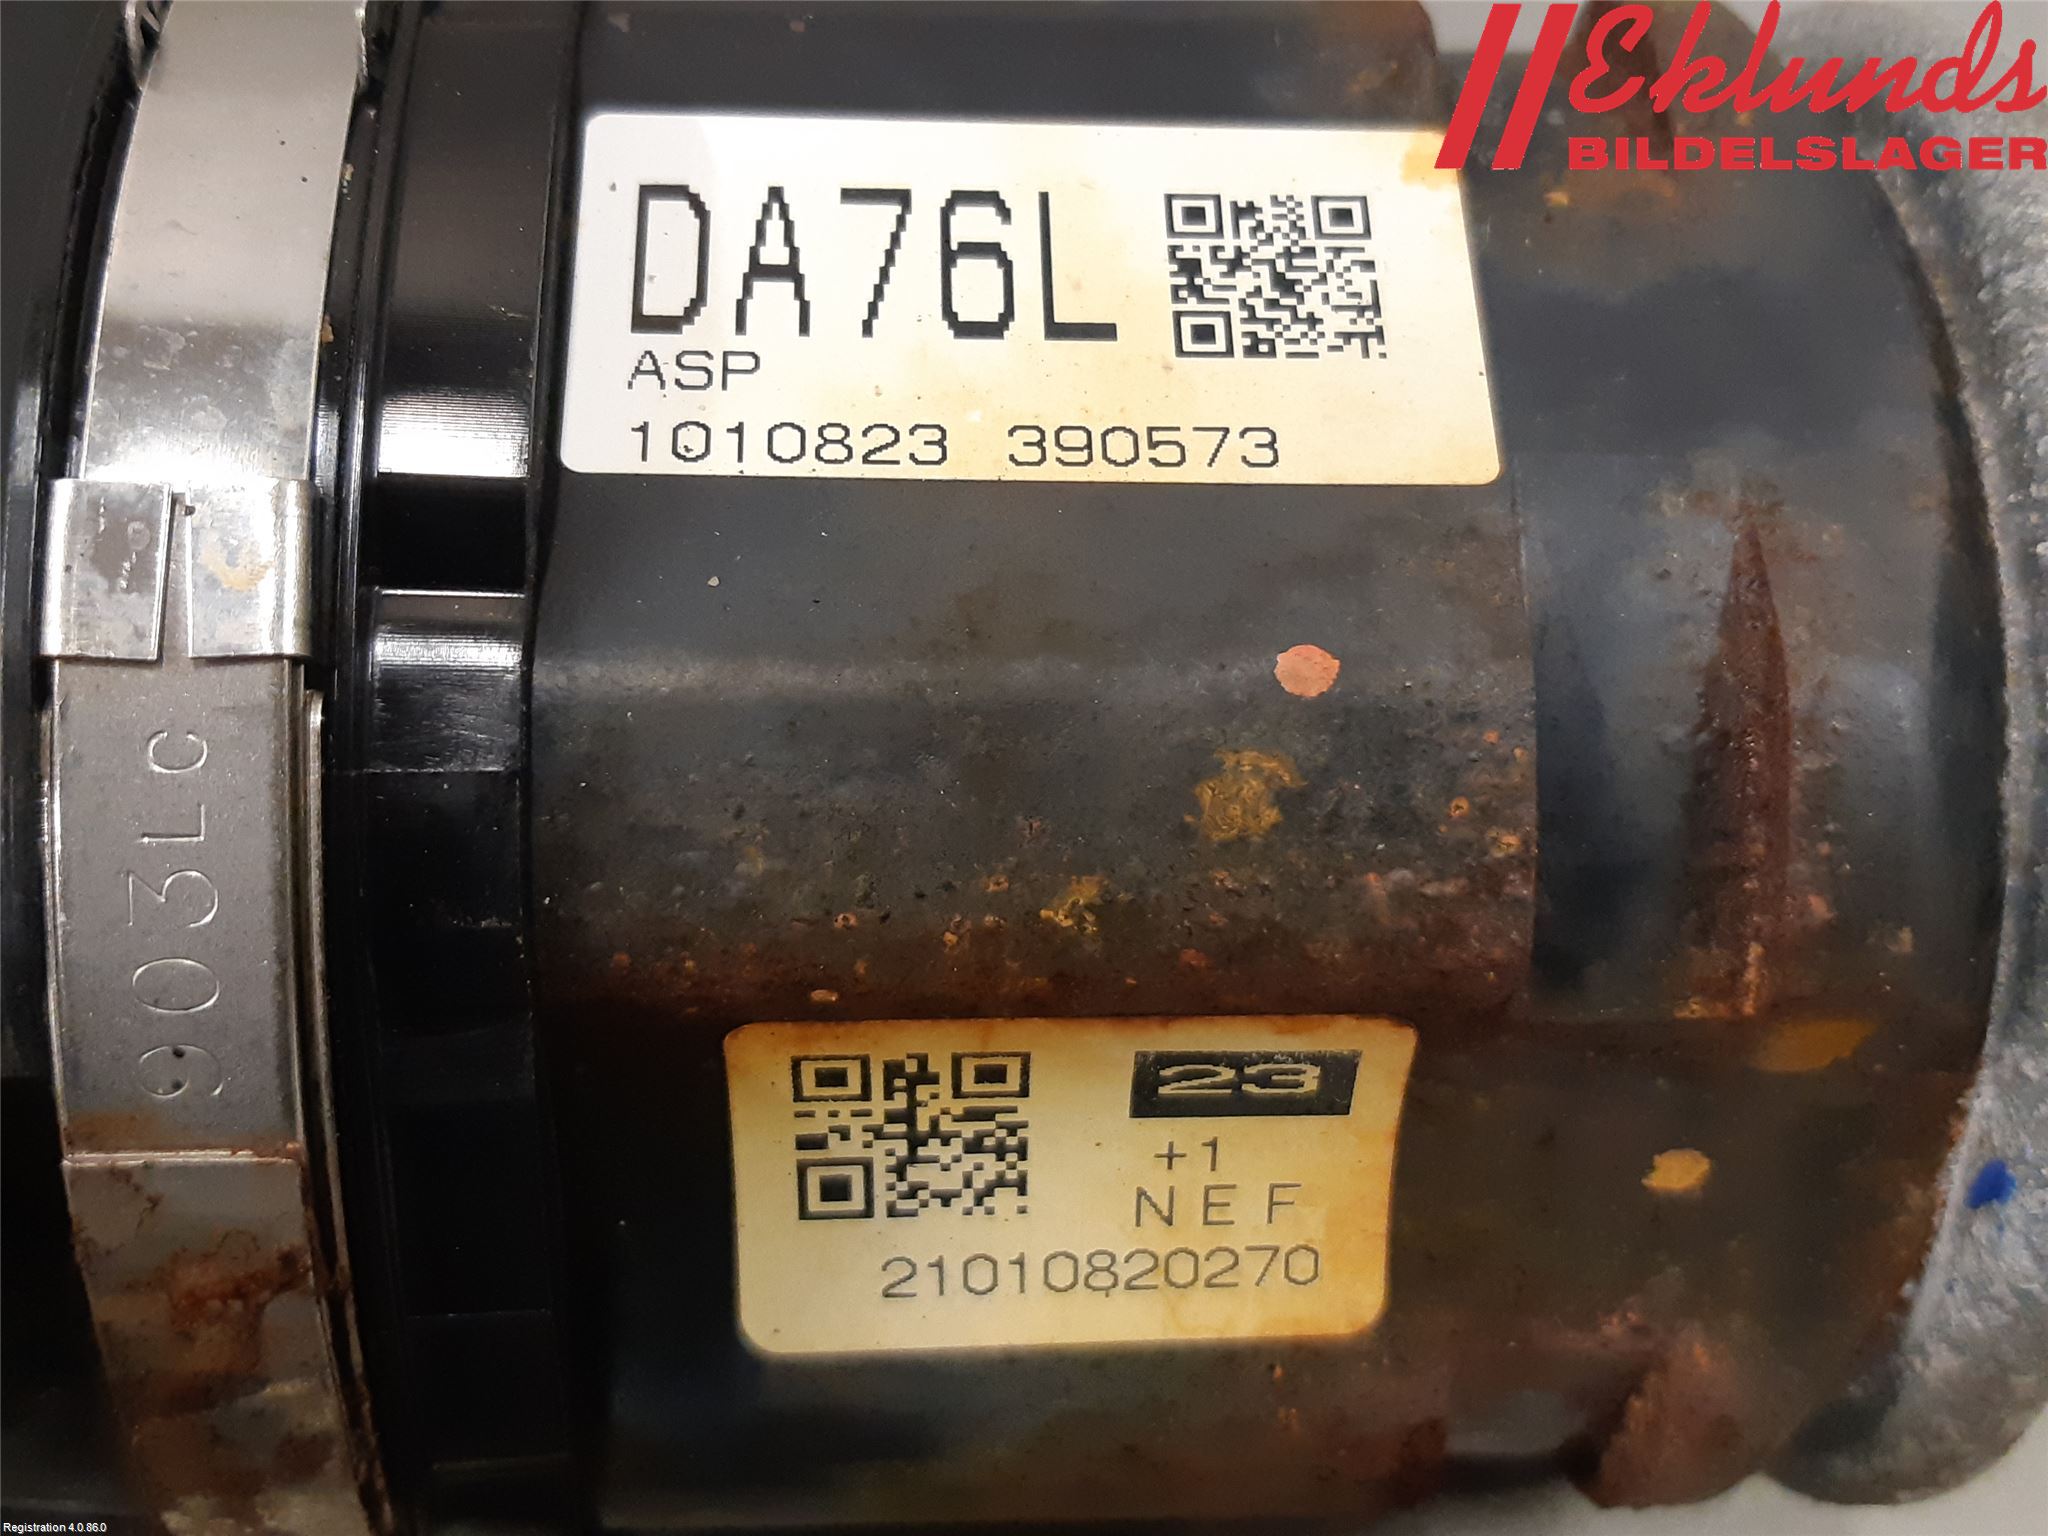 Eklunds
BILDELSLAGER
DA76L
ASP
1010823 390573
903LC
23
+1
NEF
21010820270
Registration 4.0.86.0